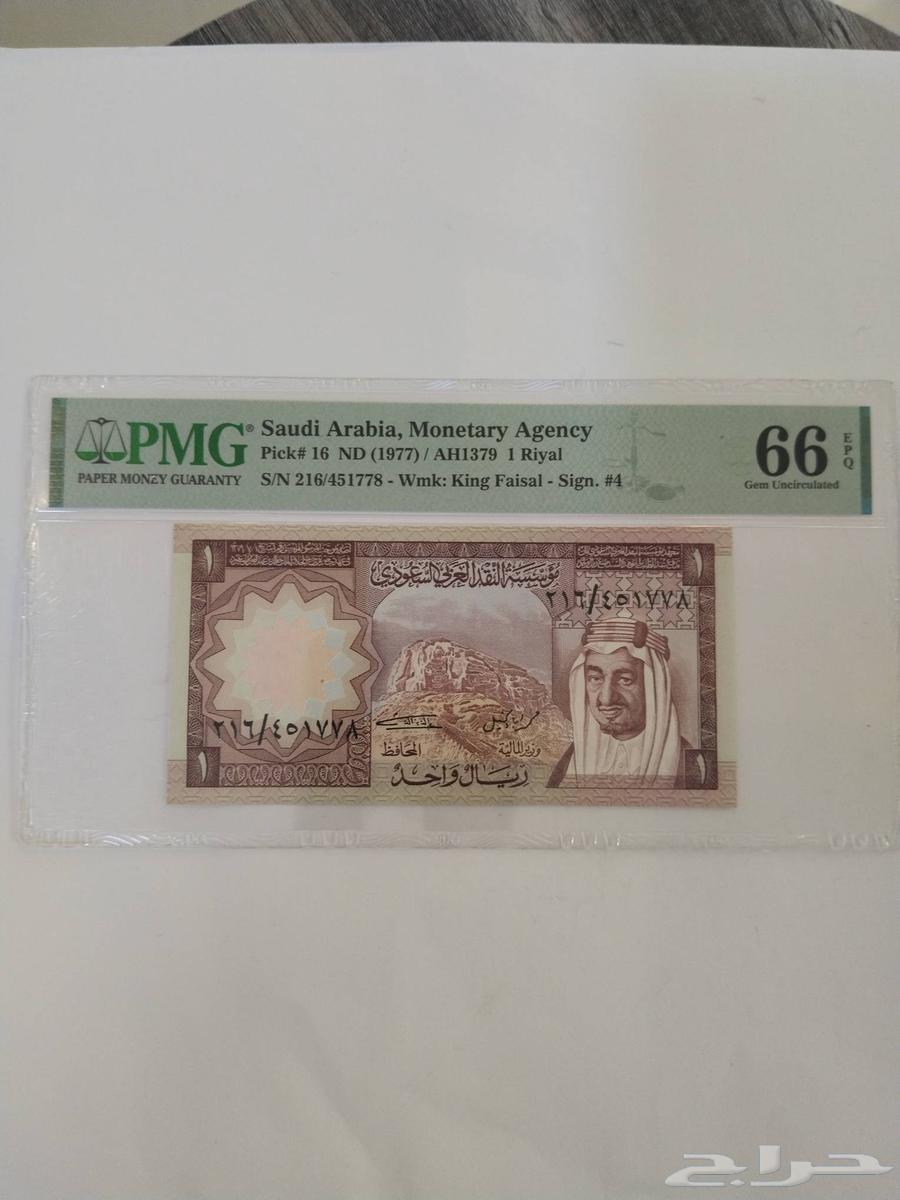 PMG®
PAPER MONEY GUARANTY
Saudi Arabia, Monetary Agency
Pick# 16 ND (1977) / AH1379 1 Riyal
S/N 216/451778 - Wmk: King Faisal - Sign. #4
66 EPQ
Gem Uncirculated
١
١
مؤسسة النقد العربي السعودي
٢١٦/٤٥١٧٧٨
٢١٦/٤٥١٧٧٨
وزير المالية
المحافظ
١
ريال واحد
١
حراج